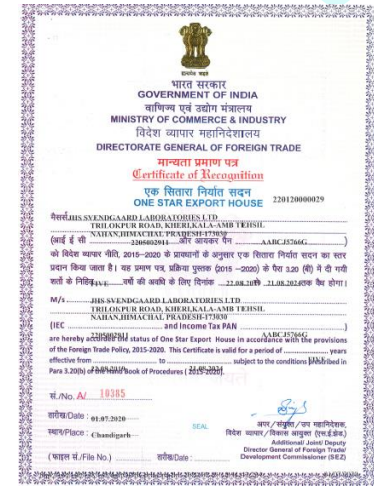 सत्यमेव जयते
भारत सरकार
GOVERNMENT OF INDIA
वाणिज्य एवं उद्योग मंत्रालय
MINISTRY OF COMMERCE & INDUSTRY
विदेश व्यापार महानिदेशालय
DIRECTORATE GENERAL OF FOREIGN TRADE
मान्यता प्रमाण पत्र
Certificate of Recognition
एक सितारा निर्यात सदन
ONE STAR EXPORT HOUSE 220120000029
मैसर्स JHS SVENDGAARD LABORATORIES LTD
TRILOKPUR ROAD, KHERI,KALA-AMB TEHSIL
NAHAN,HIMACHAL PRADESH-173030
(आई ई सी 2205002911 और आयकर पैन AABCJ5766G )
को विदेश व्यापार नीति, 2015-2020 के प्रावधानों के अनुसार एक सितारा निर्यात सदन का स्तर
प्रदान किया जाता है। यह प्रमाण पत्र, प्रक्रिया पुस्तक (2015-2020) के पैरा 3.20 (बी) में दी गयी
शर्तों के FIVE वर्षों की अवधि के लिए दिनांक 22.08.2019 21.08.2024 तक वैध होगा।
M/s JHS SVENDGAARD LABORATORIES LTD
TRILOKPUR ROAD, KHERI,KALA-AMB TEHSIL
NAHAN,HIMACHAL PRADESH-173030
(IEC and Income Tax PAN )
2205002911 AABCJ5766G
are hereby accorded the status of One Star Export House in accordance with the provisions
of the Foreign Trade Policy, 2015-2020. This Certificate is valid for a period of years
FIVE
effective from to subject to the conditions prescribed in
22.08.2019 21.08.2024
Para 3.20(b) of the Hand Book of Procedures (2015-2020).
सं./No. A/ 10385
तारीख/Date : 01.07.2020
स्थान/Place : Chandigarh
SEAL
अपर/संयुक्त/उप महानिदेशक,
विदेश व्यापार/विकास आयुक्त (एस.ई.ज़ेड.)
Additional/ Joint/ Deputy
Director General of Foreign Trade/
Development Commissioner (SEZ)
(फाइल सं./File No.) तारीख/Date :